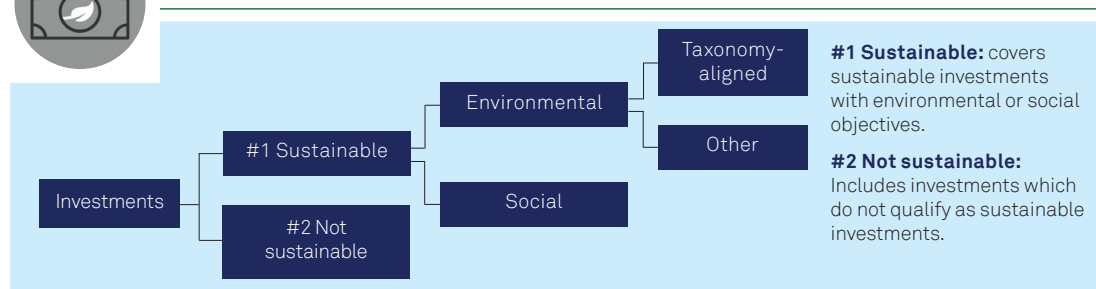 Investments
#1 Sustainable
#2 Not
sustainable
Environmental
Social
Taxonomy-
aligned
Other
#1 Sustainable: covers
sustainable investments
with environmental or social
objectives.
#2 Not sustainable:
Includes investments which
do not qualify as sustainable
investments.